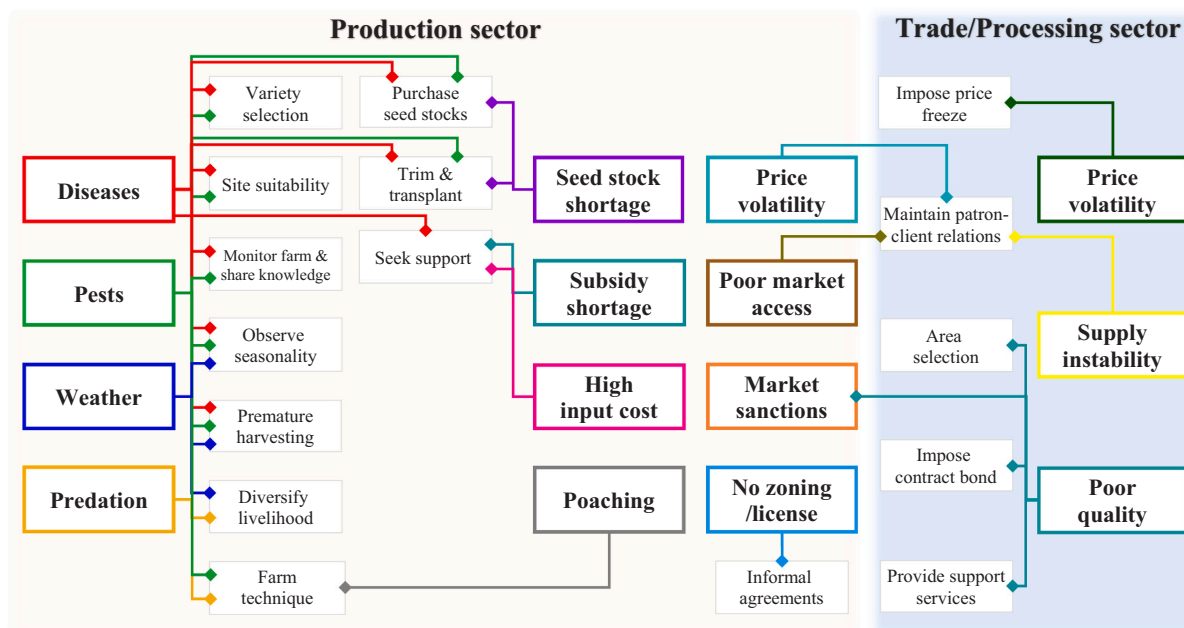 Production sector
Trade/Processing sector
Variety
selection
Purchase
seed stocks
Impose price
freeze
Diseases
Site suitability
Trim &
transplant
Seed stock
shortage
Price
volatility
Price
volatility
Maintain patron-
client relations
Monitor farm &
share knowledge
Seek support
Pests
Subsidy
shortage
Poor market
access
Observe
seasonality
Area
selection
Supply
instability
Weather
Premature
harvesting
High
input cost
Market
sanctions
Impose
contract bond
Predation
Diversify
livelihood
Poaching
No zoning
/license
Poor
quality
Farm
technique
Informal
agreements
Provide support
services